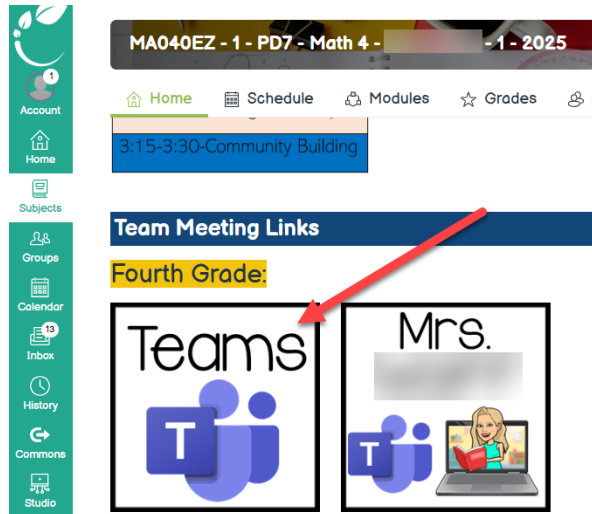 MA040EZ - 1 - PD7 - Math 4 - - 1 - 2025
1
Account
Home
Schedule
Modules
Grades
Home
3:15-3:30-Community Building
Subjects
Team Meeting Links
Groups
Fourth Grade:
Calendar
Teams
Mrs.
13
Inbox
History
T
T
Commons
Studio